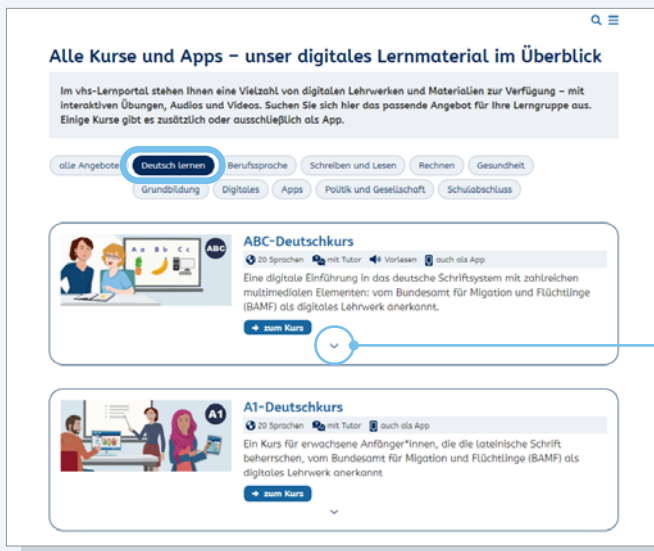 Alle Kurse und Apps – unser digitales Lernmaterial im Überblick
Im vhs-Lernportal stehen Ihnen eine Vielzahl von digitalen Lehrwerken und Materialien zur Verfügung – mit
interaktiven Übungen, Audios und Videos. Suchen Sie sich hier das passende Angebot für Ihre Lerngruppe aus.
Einige Kurse gibt es zusätzlich oder ausschließlich als App.
alle Angebote Deutsch lernen Berufssprache Schreiben und Lesen Rechnen Gesundheit
Grundbildung Digitales Apps Politik und Gesellschaft Schulabschluss
A a B b C c
ABC
ABC-Deutschkurs
20 Sprachen mit Tutor Vorlesen auch als App
Eine digitale Einführung in das deutsche Schriftsystem mit zahlreichen
multimedialen Elementen: vom Bundesamt für Migation und Flüchtlinge
(BAMF) als digitales Lehrwerk anerkannt.
→ zum Kurs
A1
A1-Deutschkurs
20 Sprachen mit Tutor auch als App
Ein Kurs für erwachsene Anfänger*innen, die die lateinische Schrift
beherrschen, vom Bundesamt für Migation und Flüchtlinge (BAMF) als
digitales Lehrwerk anerkannt
→ zum Kurs